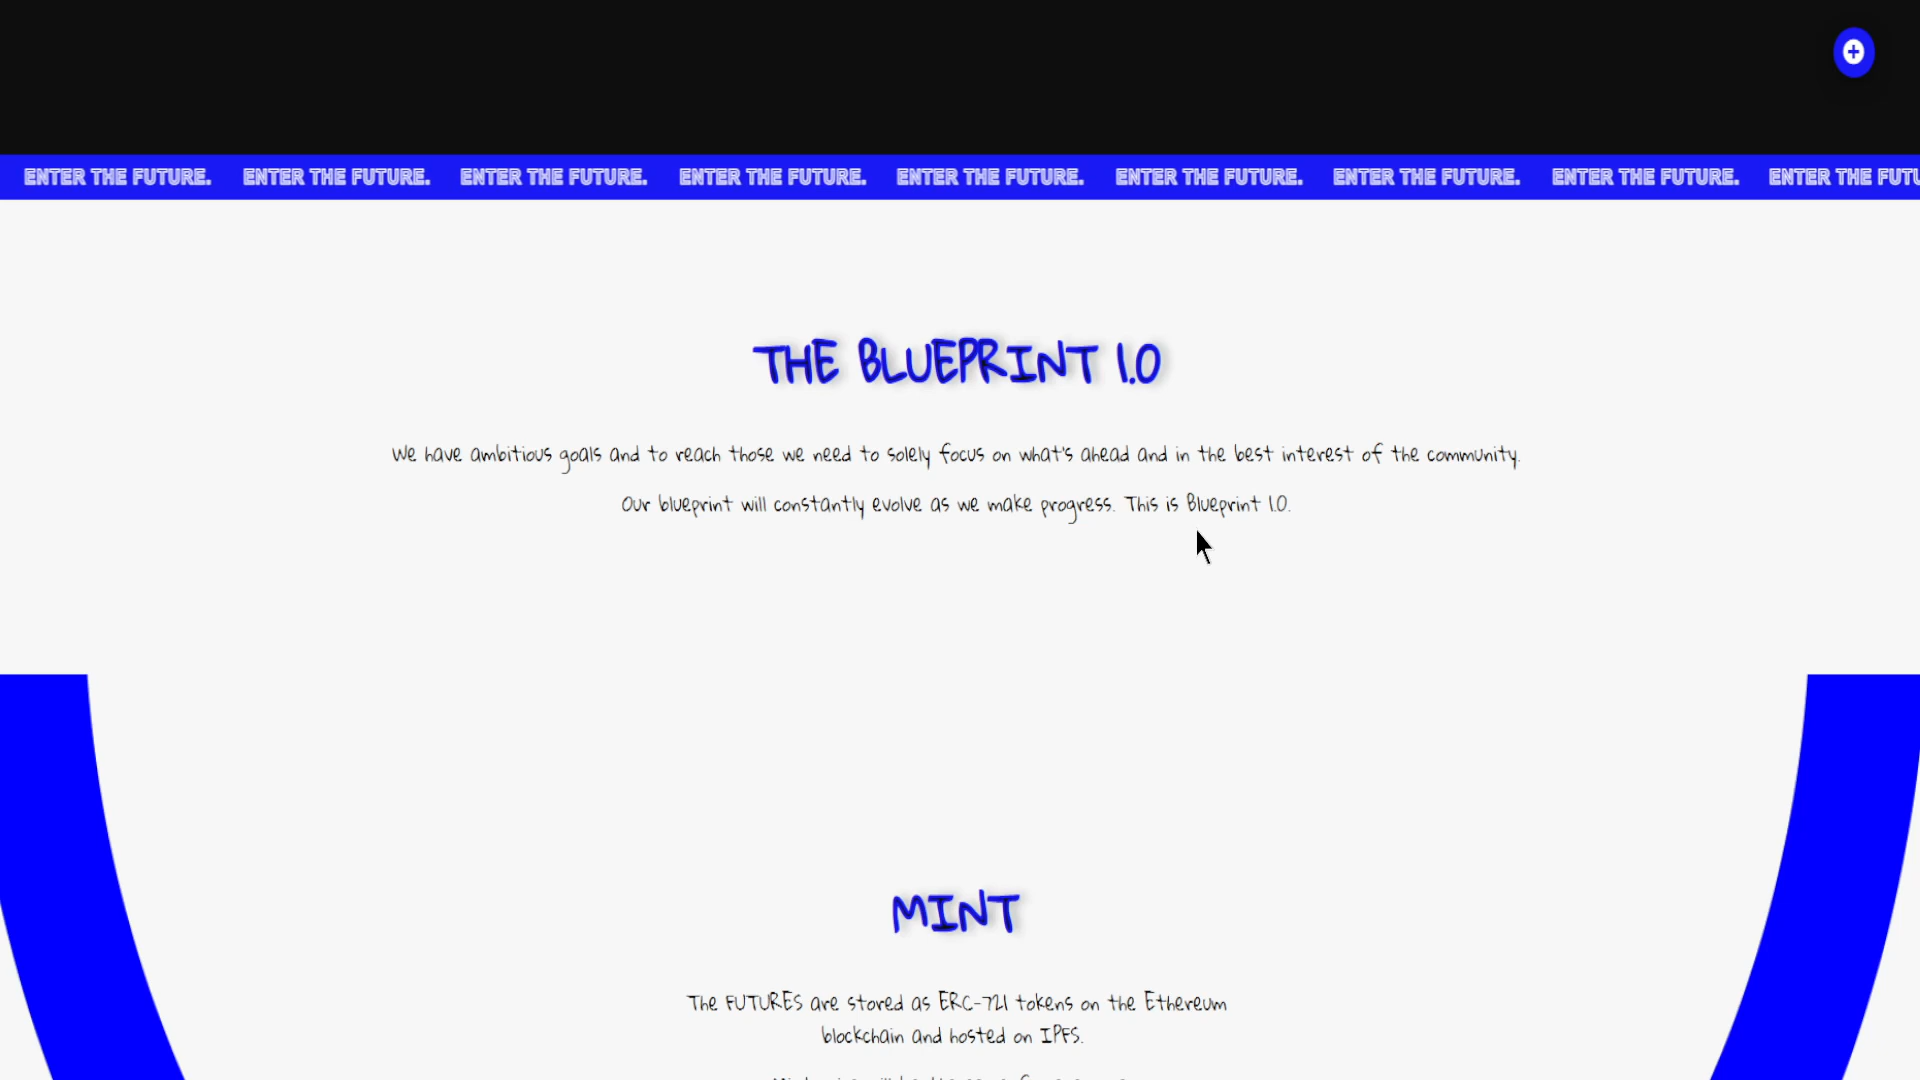 ENTER THE FUTURE. ENTER THE FUTURE. ENTER THE FUTURE. ENTER THE FUTURE. ENTER THE FUTURE. ENTER THE FUTURE. ENTER THE FUTURE. ENTER THE FUTURE. ENTER THE FUTU
THE BLUEPRINT 1.0
We have ambitious goals and to reach those we need to solely focus on what's ahead and in the best interest of the community.
Our blueprint will constantly evolve as we make progress. This is Blueprint 1.0.
MINT
The FUTURES are stored as ERC-721 tokens on the Ethereum
blockchain and hosted on IPFS.